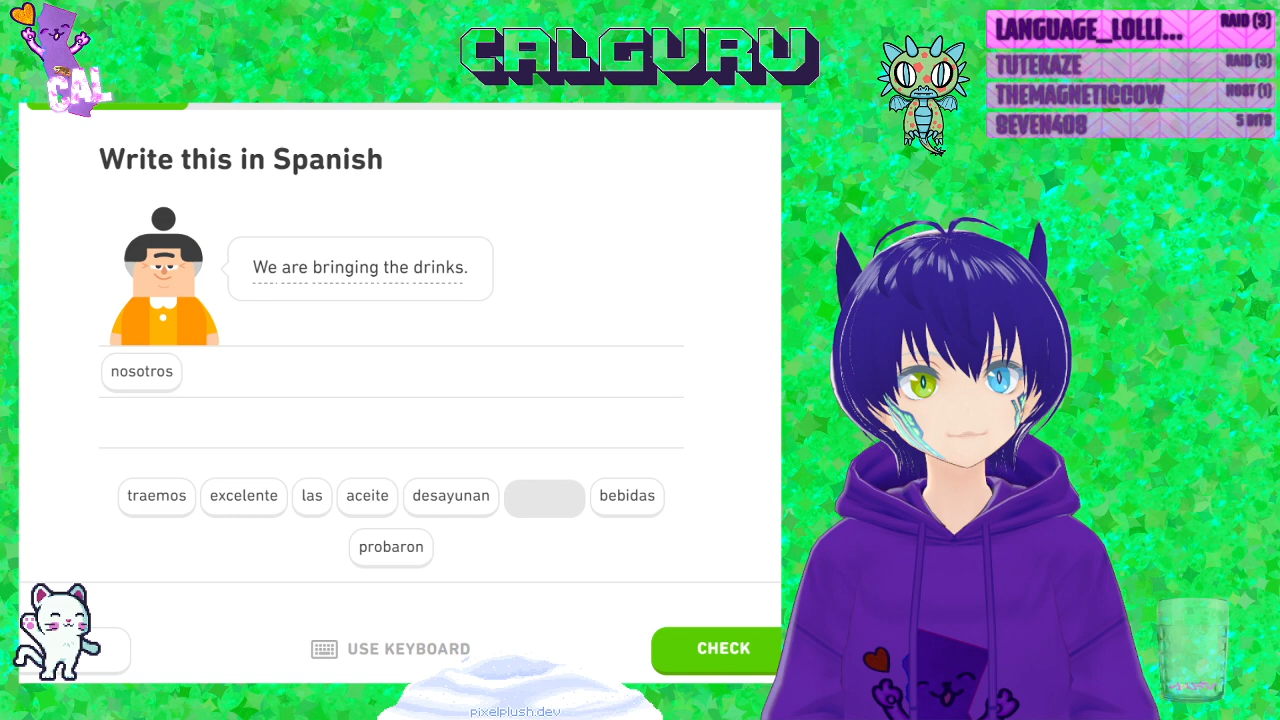 CAL
CALGURU
LANGUAGE_LOLLI... RAID (3)
TUTEKAZE RAID (3)
THEMAGNETICCOW HOST (1)
SEVEN408 5 BITS
Write this in Spanish
We are bringing the drinks.
nosotros
traemos excelente las aceite desayunan bebidas
probaron
USE KEYBOARD
CHECK
pixelplush.dev